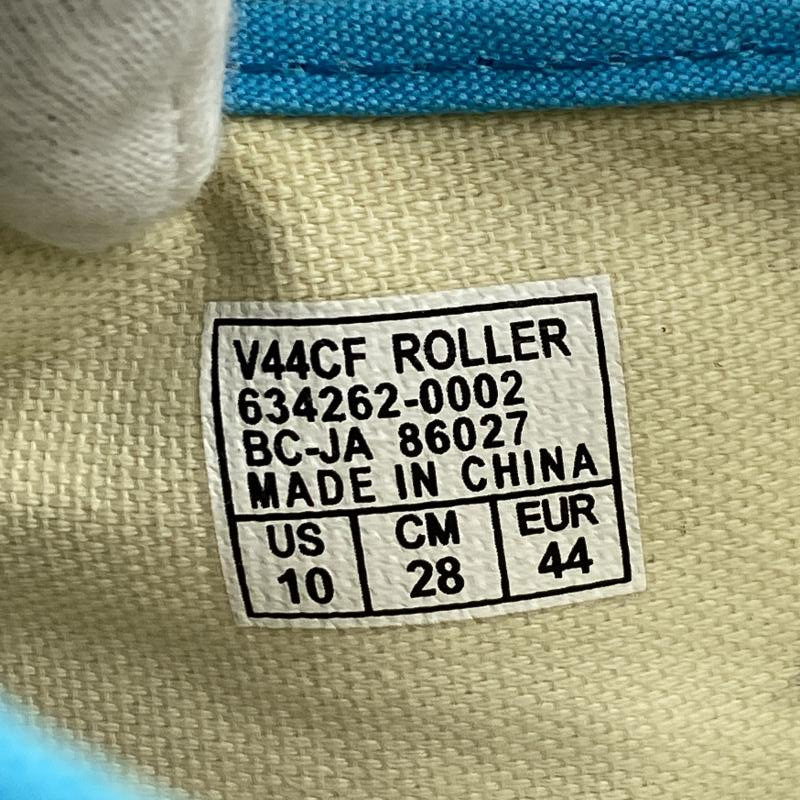 V44CF ROLLER
634262-0002
BC-JA 86027
MADE IN CHINA
US CM EUR
10 28 44